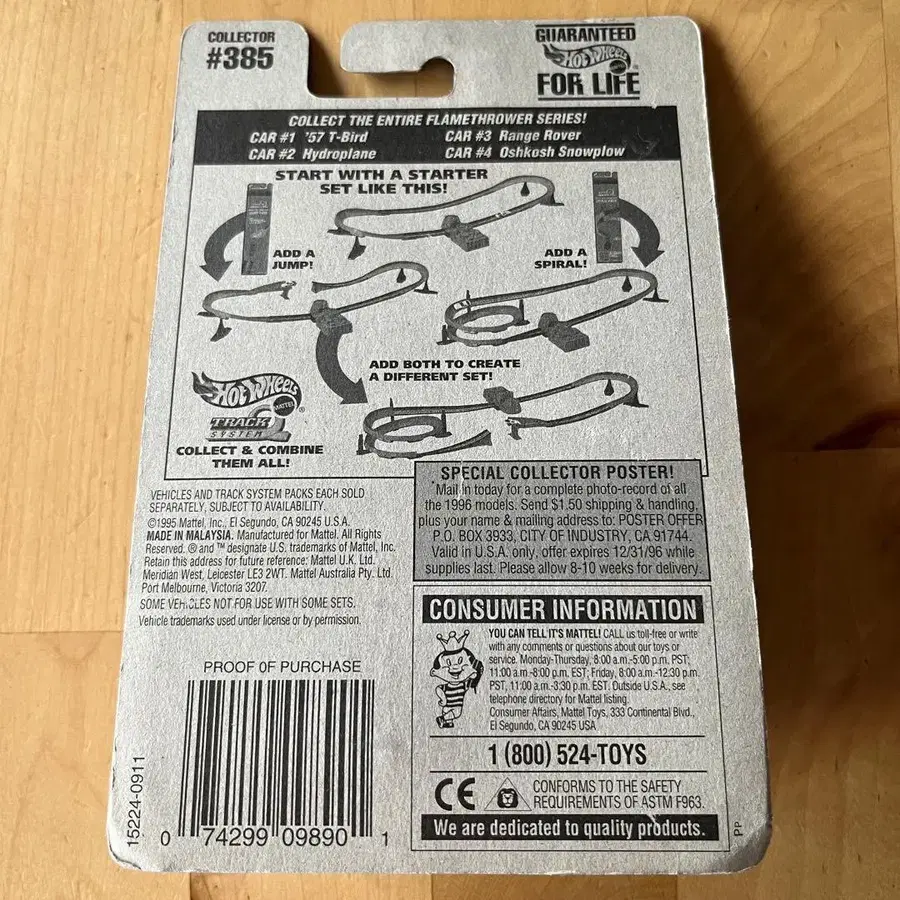 COLLECTOR
#385
GUARANTEED
HOT WHEELS
MATTEL
®
FOR LIFE
COLLECT THE ENTIRE FLAMETHROWER SERIES!
CAR #1 '57 T-Bird CAR #3 Range Rover
CAR #2 Hydroplane CAR #4 Oshkosh Snowplow
START WITH A STARTER
SET LIKE THIS!
ADD A
JUMP!
ADD A
SPIRAL!
ADD BOTH TO CREATE
A DIFFERENT SET!
HOT WHEELS
MATTEL
®
TRACK
SYSTEM
COLLECT & COMBINE
THEM ALL!
VEHICLES AND TRACK SYSTEM PACKS EACH SOLD
SEPARATELY, SUBJECT TO AVAILABILITY.
©1995 Mattel, Inc., El Segundo, CA 90245 U.S.A.
MADE IN MALAYSIA. Manufactured for Mattel. All Rights
Reserved. ® and ™ designate U.S. trademarks of Mattel, Inc.
Retain this address for future reference: Mattel U.K. Ltd.
Meridian West, Leicester LE3 2WT. Mattel Australia Pty. Ltd.
Port Melbourne, Victoria 3207.
SOME VEHICLES NOT FOR USE WITH SOME SETS.
Vehicle trademarks used under license or by permission.
SPECIAL COLLECTOR POSTER!
Mail in today for a complete photo-record of all
the 1996 models. Send $1.50 shipping & handling,
plus your name & mailing address to: POSTER OFFER
P.O. BOX 3933, CITY OF INDUSTRY, CA 91744.
Valid in U.S.A. only, offer expires 12/31/96 while
supplies last. Please allow 8-10 weeks for delivery.
CONSUMER INFORMATION
YOU CAN TELL IT'S MATTEL! CALL us toll-free or write
with any comments or questions about our toys or
service. Monday-Thursday, 8:00 a.m.-5:00 p.m. PST,
11:00 a.m.-8:00 p.m. EST; Friday, 8:00 a.m.-12:30 p.m.
PST, 11:00 a.m.-3:30 p.m. EST. Outside U.S.A., see
telephone directory for Mattel listing.
Consumer Affairs, Mattel Toys, 333 Continental Blvd.,
El Segundo, CA 90245 USA
1 (800) 524-TOYS
CE
CONFORMS TO THE SAFETY
REQUIREMENTS OF ASTM F963.
We are dedicated to quality products.
PP
PROOF OF PURCHASE
15224-0911
0 74299 09890 1